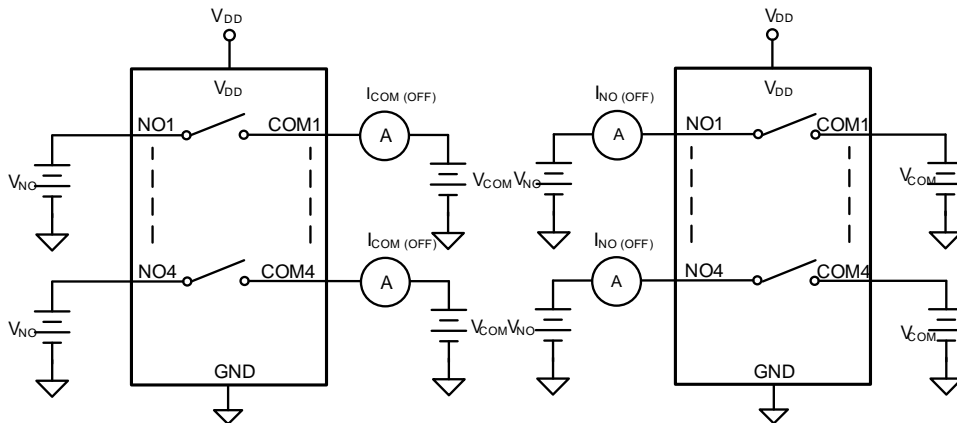 VDD VDD
VDD VDD
ICOM (OFF) INO (OFF)
NO1 COM1 A A NO1 COM1
VNO VCOM VNO VCOM
ICOM (OFF) INO (OFF)
NO4 COM4 A A NO4 COM4
VNO VCOM VNO VCOM
GND GND